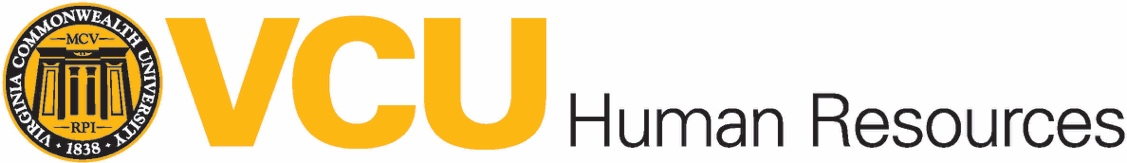 VIRGINIA COMMONWEALTH UNIVERSITY
MCV
RPI
1838
VCU Human Resources